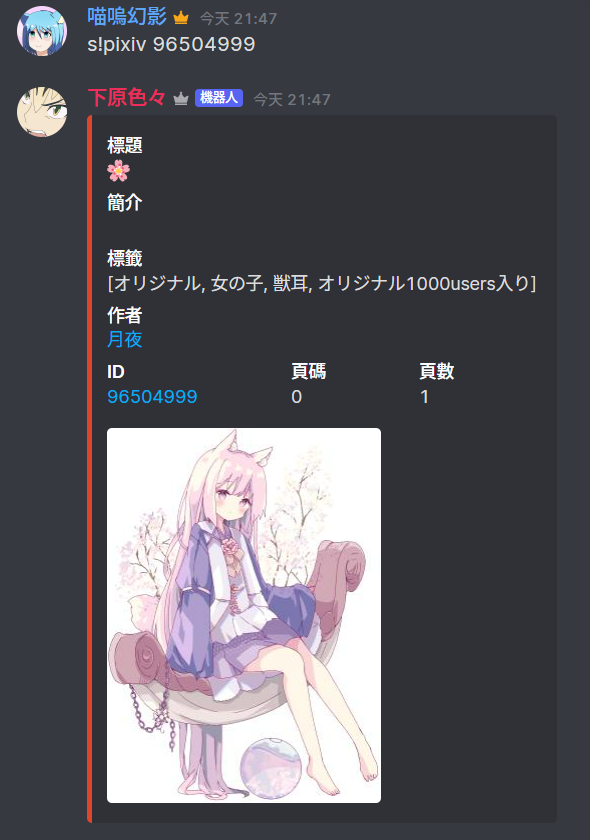 喵嗚幻影 今天 21:47
s!pixiv 96504999
下原色々 機器人 今天 21:47
標題
🌸
簡介
標籤
[オリジナル, 女の子, 獣耳, オリジナル1000users入り]
作者
月夜
ID 頁碼 頁數
96504999 0 1